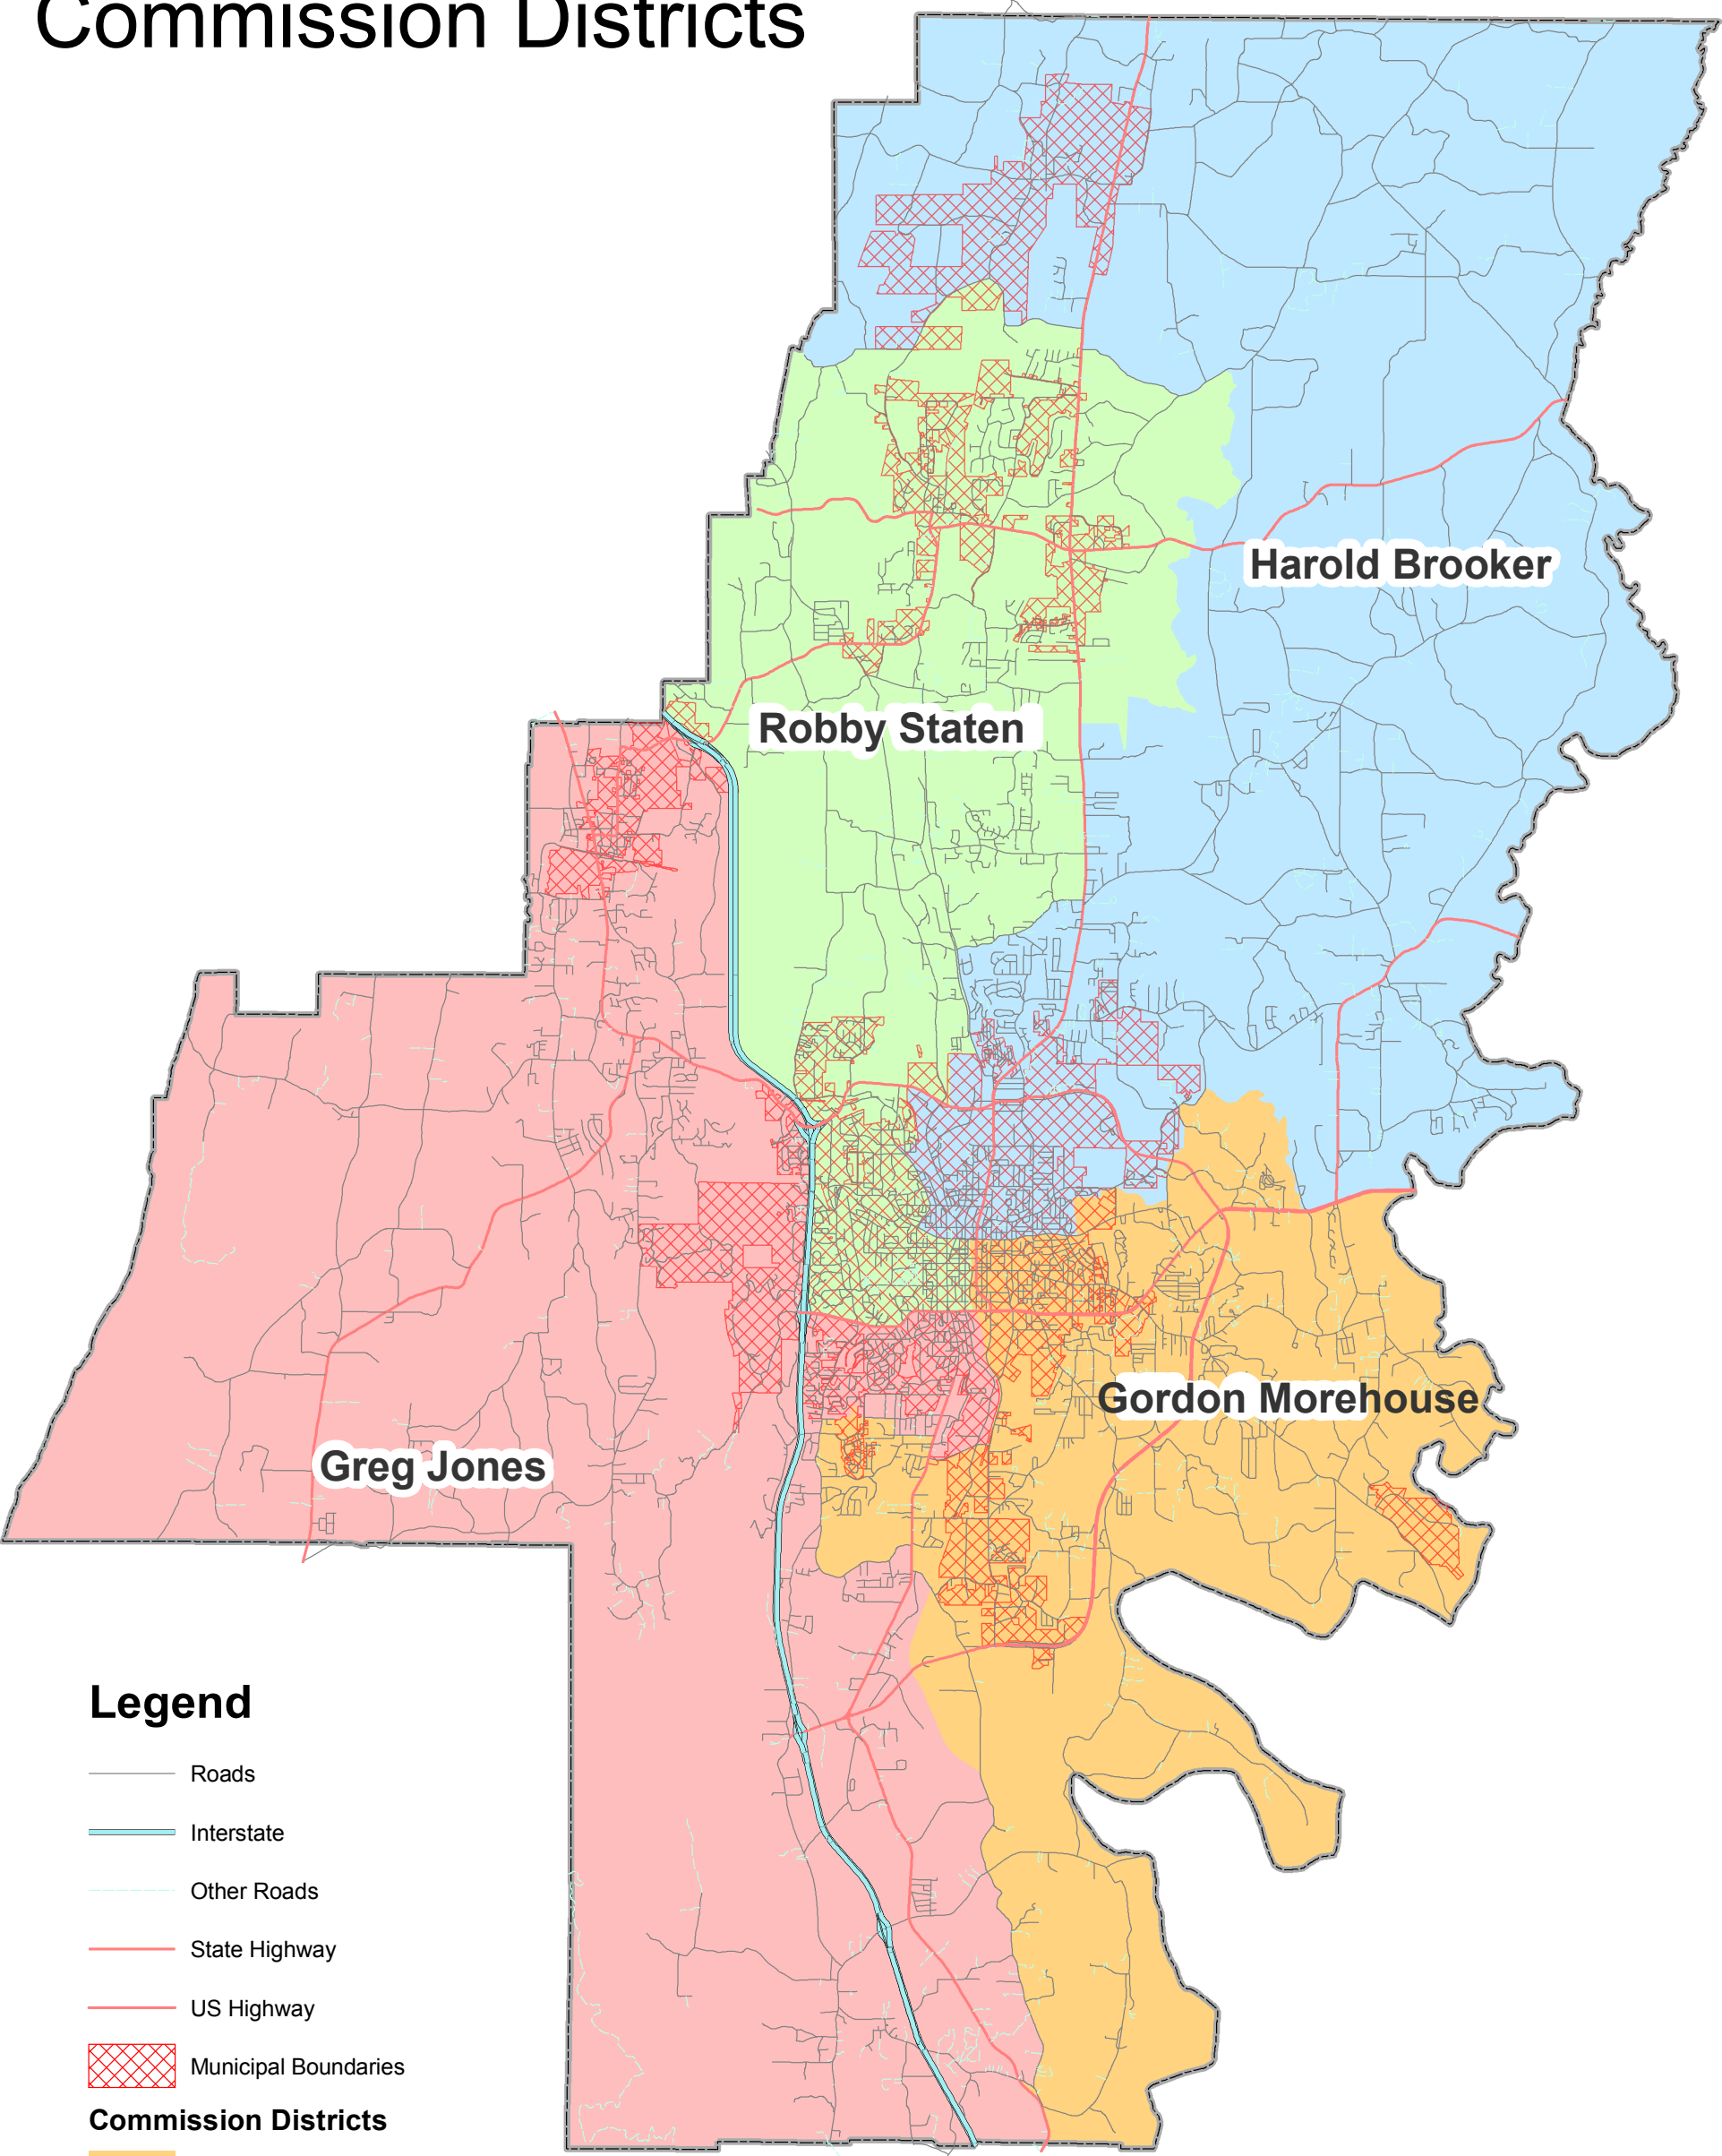 Commission Districts
Harold Brooker
Robby Staten
Gordon Morehouse
Greg Jones
Legend
Roads
Interstate
Other Roads
State Highway
US Highway
Municipal Boundaries
Commission Districts